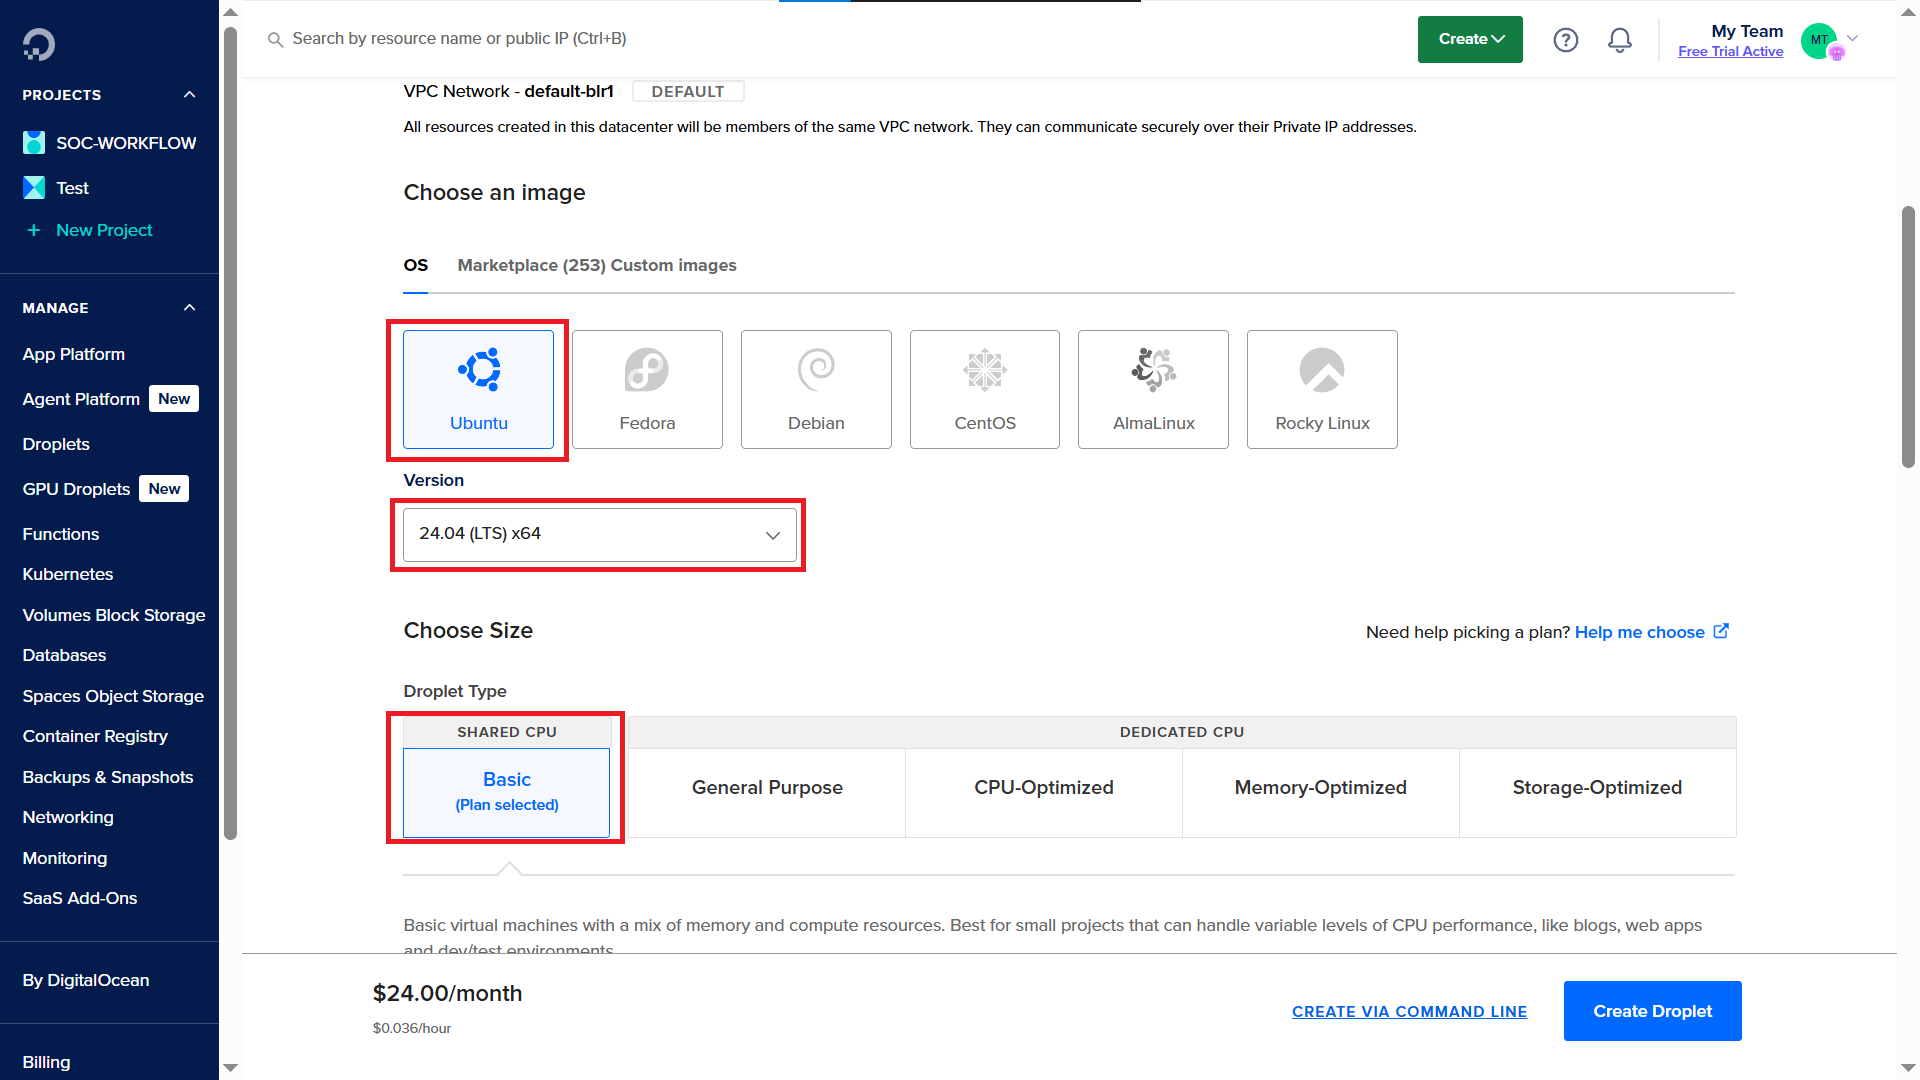 Search by resource name or public IP (Ctrl+B)
Create
My Team
Free Trial Active
MT
PROJECTS
SOC-WORKFLOW
Test
+ New Project
MANAGE
App Platform
Agent Platform New
Droplets
GPU Droplets New
Functions
Kubernetes
Volumes Block Storage
Databases
Spaces Object Storage
Container Registry
Backups & Snapshots
Networking
Monitoring
SaaS Add-Ons
By DigitalOcean
Billing
VPC Network - default-blr1 DEFAULT
All resources created in this datacenter will be members of the same VPC network. They can communicate securely over their Private IP addresses.
Choose an image
OS Marketplace (253) Custom images
Ubuntu Fedora Debian CentOS AlmaLinux Rocky Linux
Version
24.04 (LTS) x64
Choose Size
Need help picking a plan? Help me choose
Droplet Type
SHARED CPU DEDICATED CPU
Basic
(Plan selected)
General Purpose CPU-Optimized Memory-Optimized Storage-Optimized
Basic virtual machines with a mix of memory and compute resources. Best for small projects that can handle variable levels of CPU performance, like blogs, web apps
and dev/test environments.
$24.00/month
$0.036/hour
CREATE VIA COMMAND LINE
Create Droplet